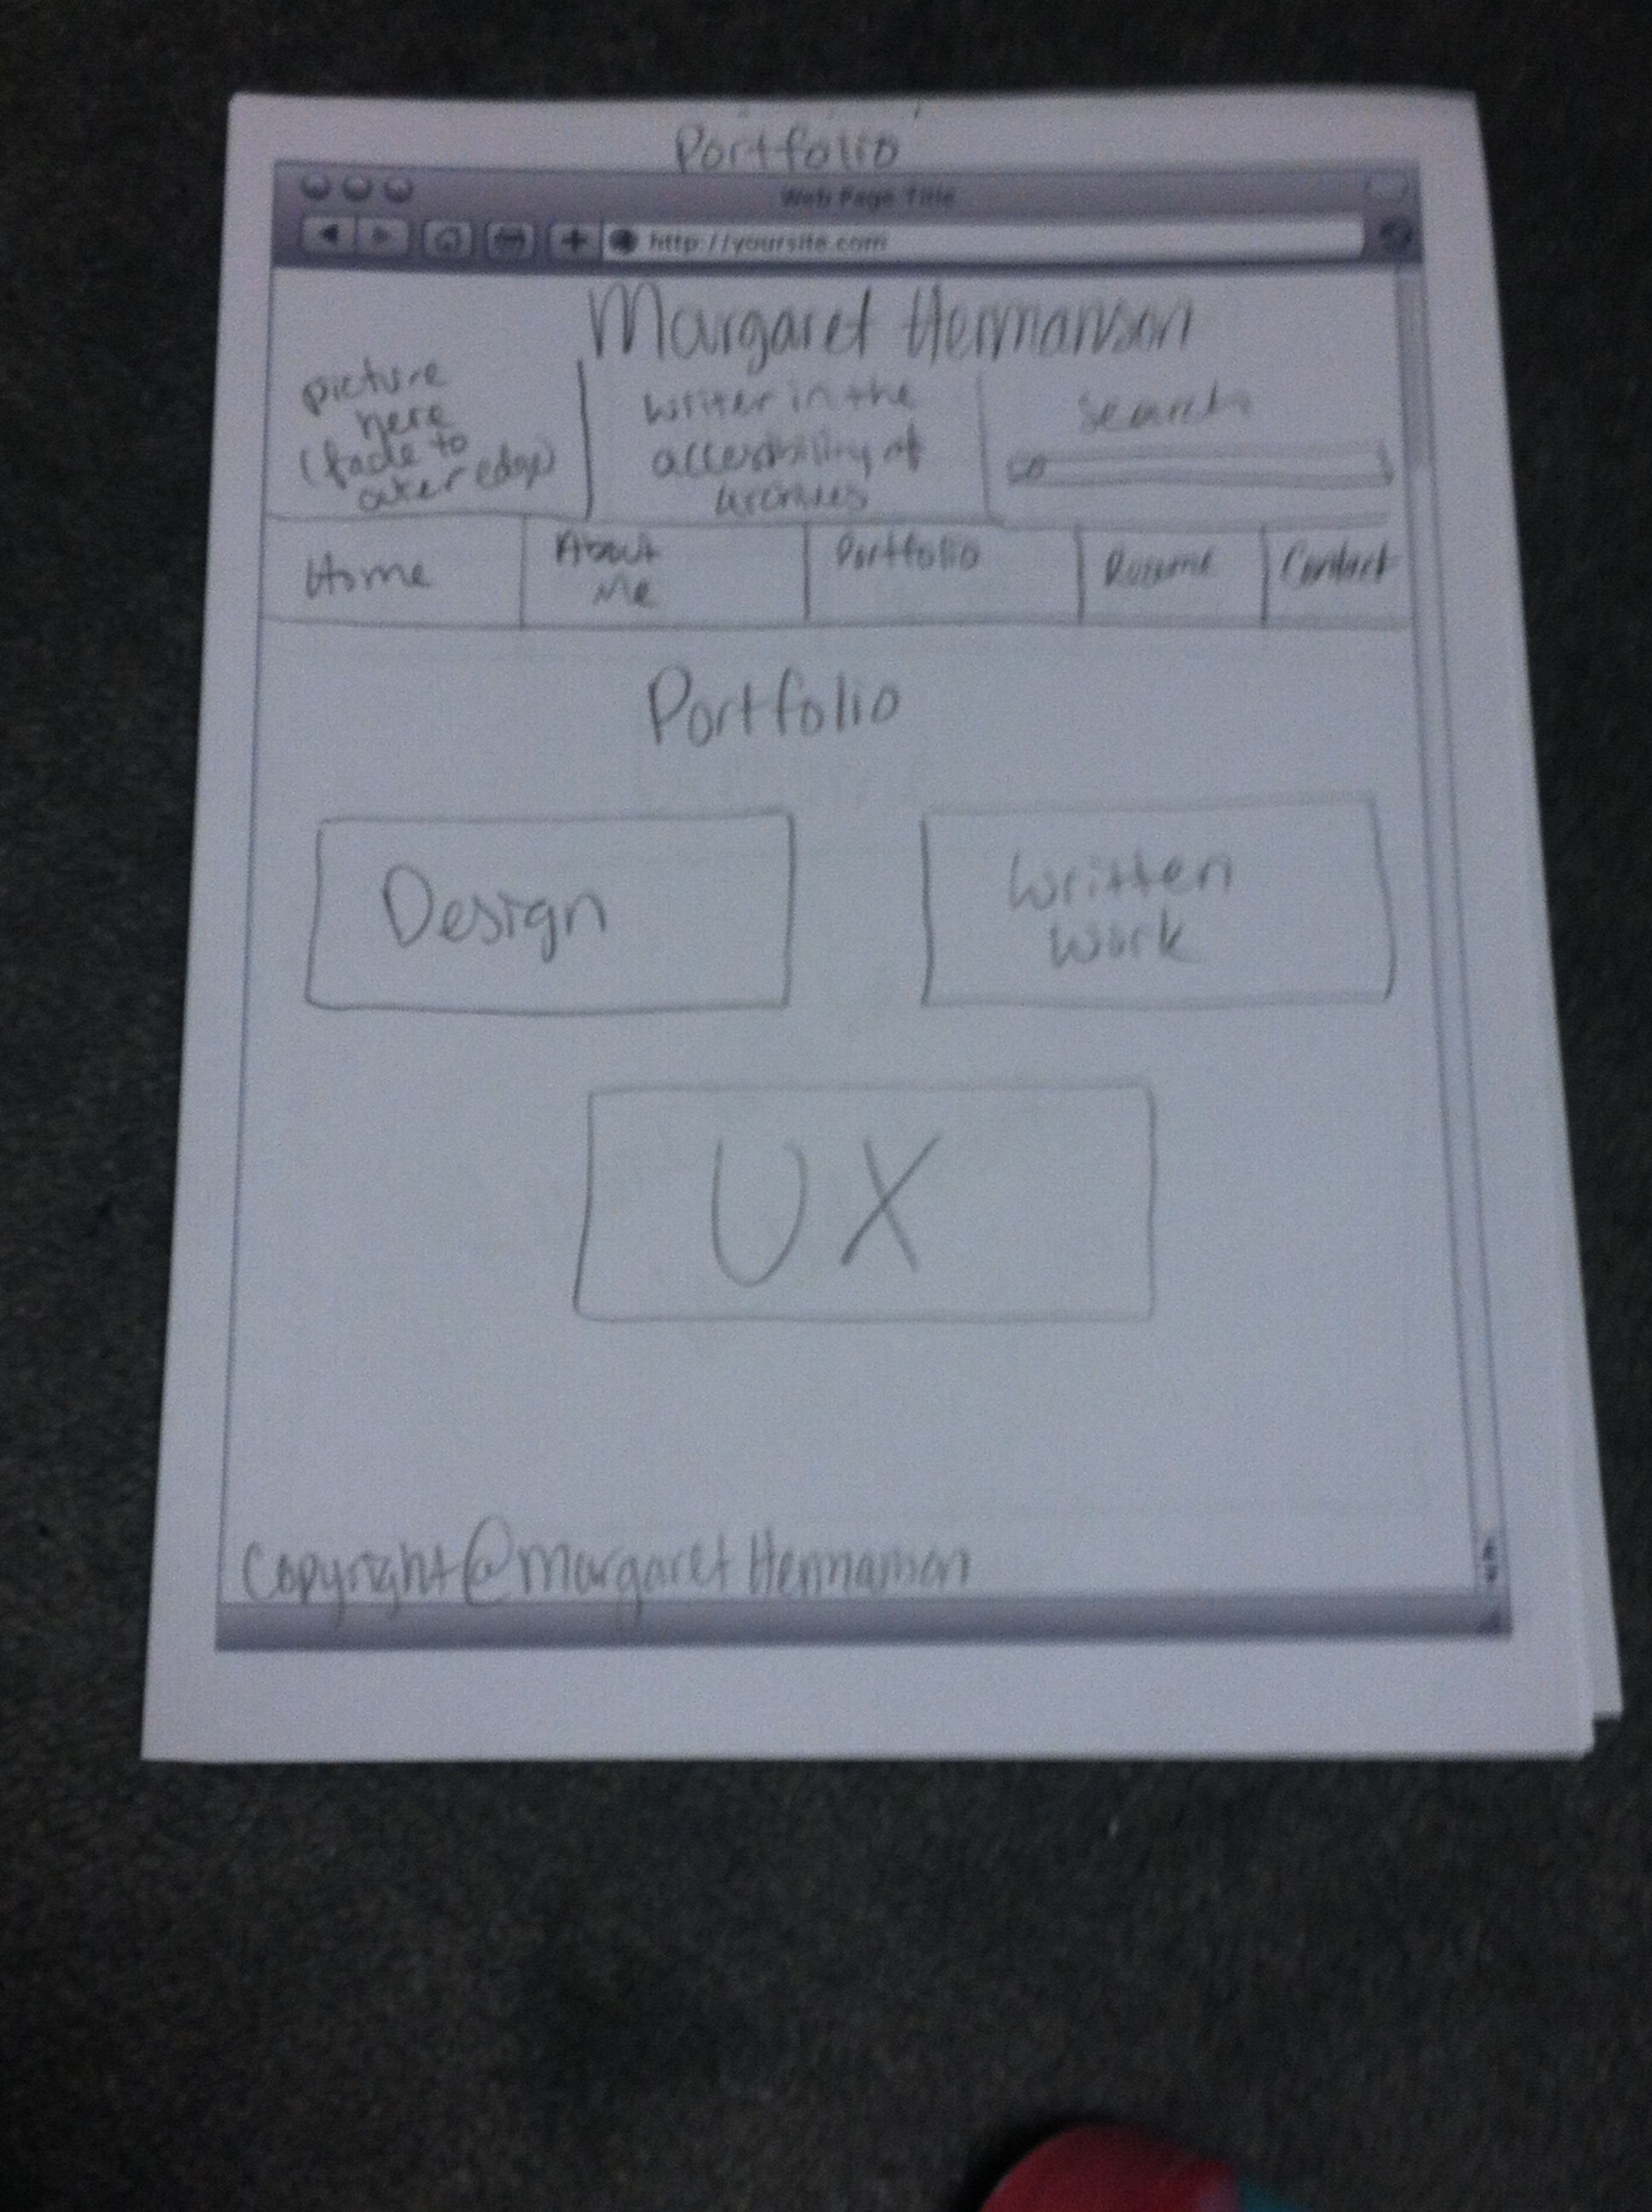 Portfolio
Web Page Title
http://yoursite.com
Margaret Hermanson
picture
here
(fade to
outer edge)
Writer in the
accessibility of
archives
Search
Home
About
Me
Portfolio
Resume
Contact
Portfolio
Design
Written
Work
UX
Copyright @ Margaret Hermanson